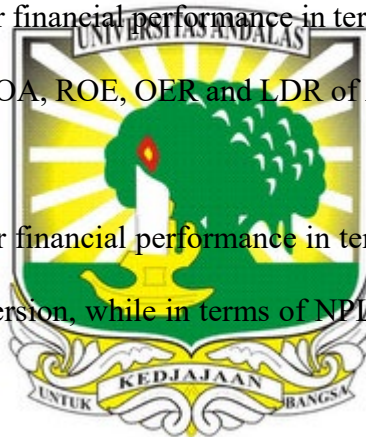 r financial performance in ter
UNIVERSITAS ANDALAS
OA, ROE, OER and LDR of
r financial performance in ter
ersion, while in terms of NPL
UNTUK KEDJAJAAN BANGSA